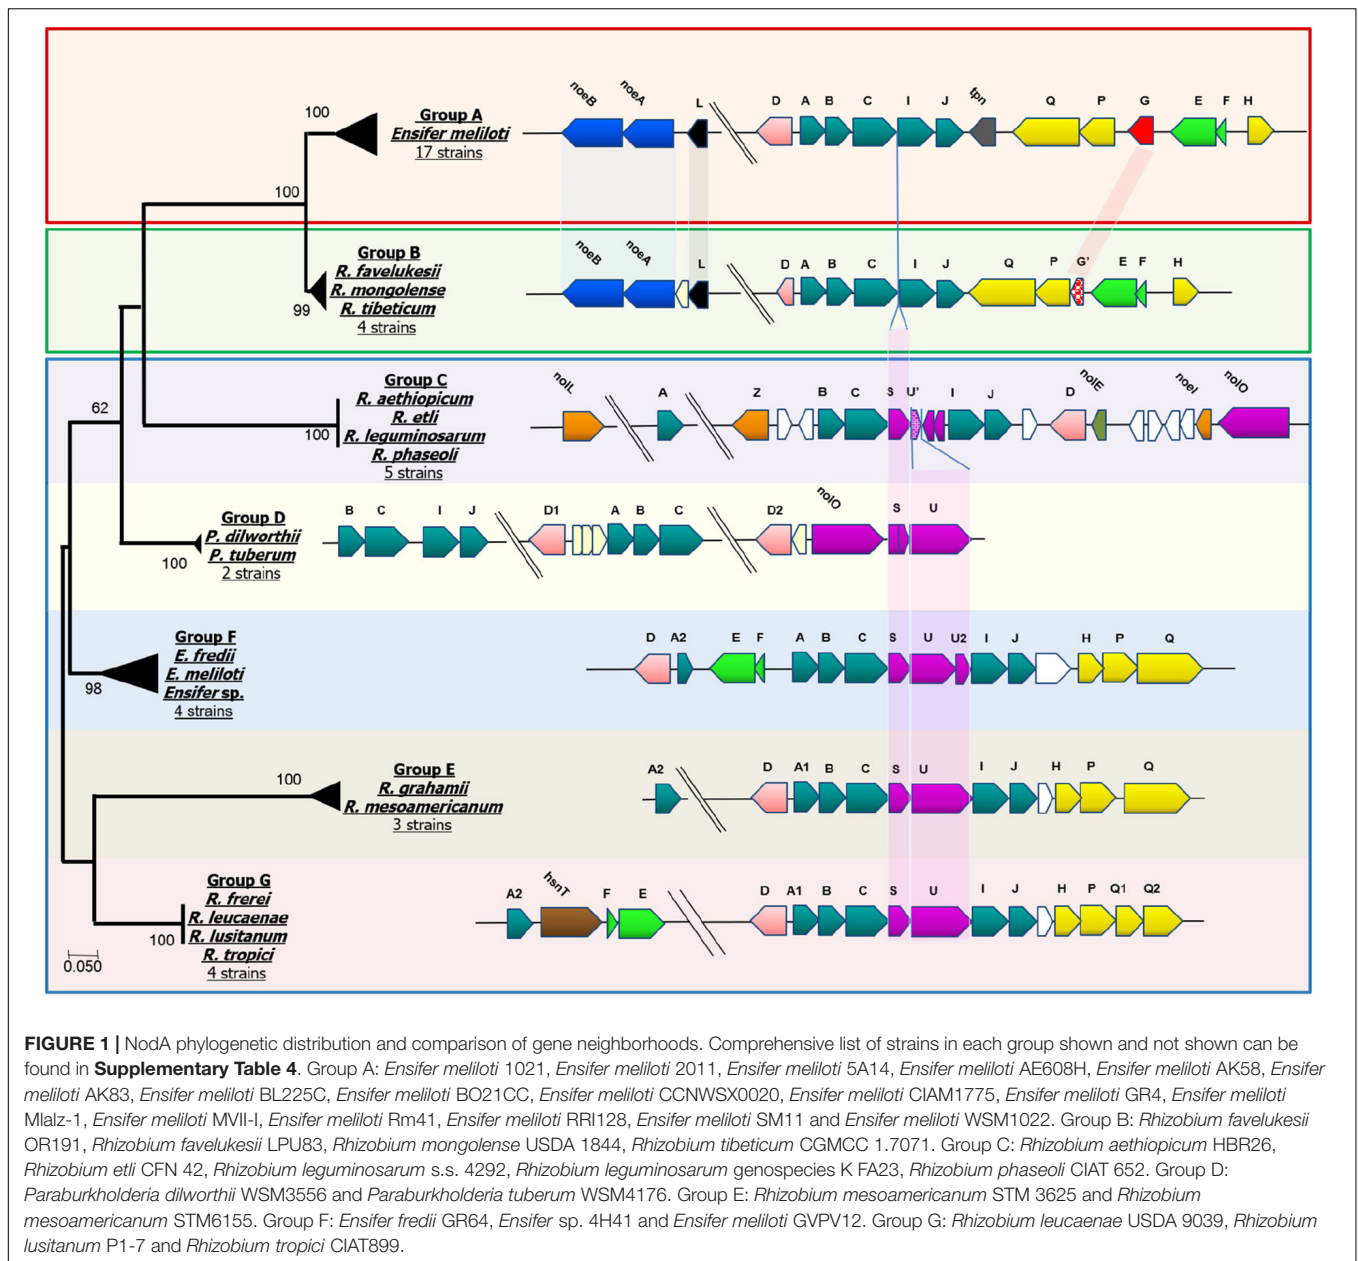 noeB noeA L D A B C I J tpn Q P G E F H
100
Group A
Ensifer meliloti
17 strains
100
noeB noeA L D A B C I J Q P G' E F H
Group B
R. favelukesii
R. mongolense
R. tibeticum
4 strains
99
nolL A Z B C S U' I J D nolE noeI nolO
Group C
R. aethiopicum
R. etli
R. leguminosarum
R. phaseoli
5 strains
62
100
B C I J D1 A B C D2 nolO S U
Group D
P. dilworthii
P. tuberum
2 strains
100
D A2 E F A B C S U U2 I J H P Q
Group F
E. fredii
E. meliloti
Ensifer sp.
4 strains
98
A2 D A1 B C S U I J H P Q
100
Group E
R. grahamii
R. mesoamericanum
3 strains
A2 hsnT F E D A1 B C S U I J H P Q1 Q2
Group G
R. frerei
R. leucaenae
R. lusitanum
R. tropici
4 strains
100
0.050
FIGURE 1 | NodA phylogenetic distribution and comparison of gene neighborhoods. Comprehensive list of strains in each group shown and not shown can be
found in Supplementary Table 4. Group A: Ensifer meliloti 1021, Ensifer meliloti 2011, Ensifer meliloti 5A14, Ensifer meliloti AE608H, Ensifer meliloti AK58, Ensifer
meliloti AK83, Ensifer meliloti BL225C, Ensifer meliloti BO21CC, Ensifer meliloti CCNWSX0020, Ensifer meliloti CIAM1775, Ensifer meliloti GR4, Ensifer meliloti
Mlalz-1, Ensifer meliloti MVII-I, Ensifer meliloti Rm41, Ensifer meliloti RRI128, Ensifer meliloti SM11 and Ensifer meliloti WSM1022. Group B: Rhizobium favelukesii
OR191, Rhizobium favelukesii LPU83, Rhizobium mongolense USDA 1844, Rhizobium tibeticum CGMCC 1.7071. Group C: Rhizobium aethiopicum HBR26,
Rhizobium etli CFN 42, Rhizobium leguminosarum s.s. 4292, Rhizobium leguminosarum genospecies K FA23, Rhizobium phaseoli CIAT 652. Group D:
Paraburkholderia dilworthii WSM3556 and Paraburkholderia tuberum WSM4176. Group E: Rhizobium mesoamericanum STM 3625 and Rhizobium
mesoamericanum STM6155. Group F: Ensifer fredii GR64, Ensifer sp. 4H41 and Ensifer meliloti GVPV12. Group G: Rhizobium leucaenae USDA 9039, Rhizobium
lusitanum P1-7 and Rhizobium tropici CIAT899.